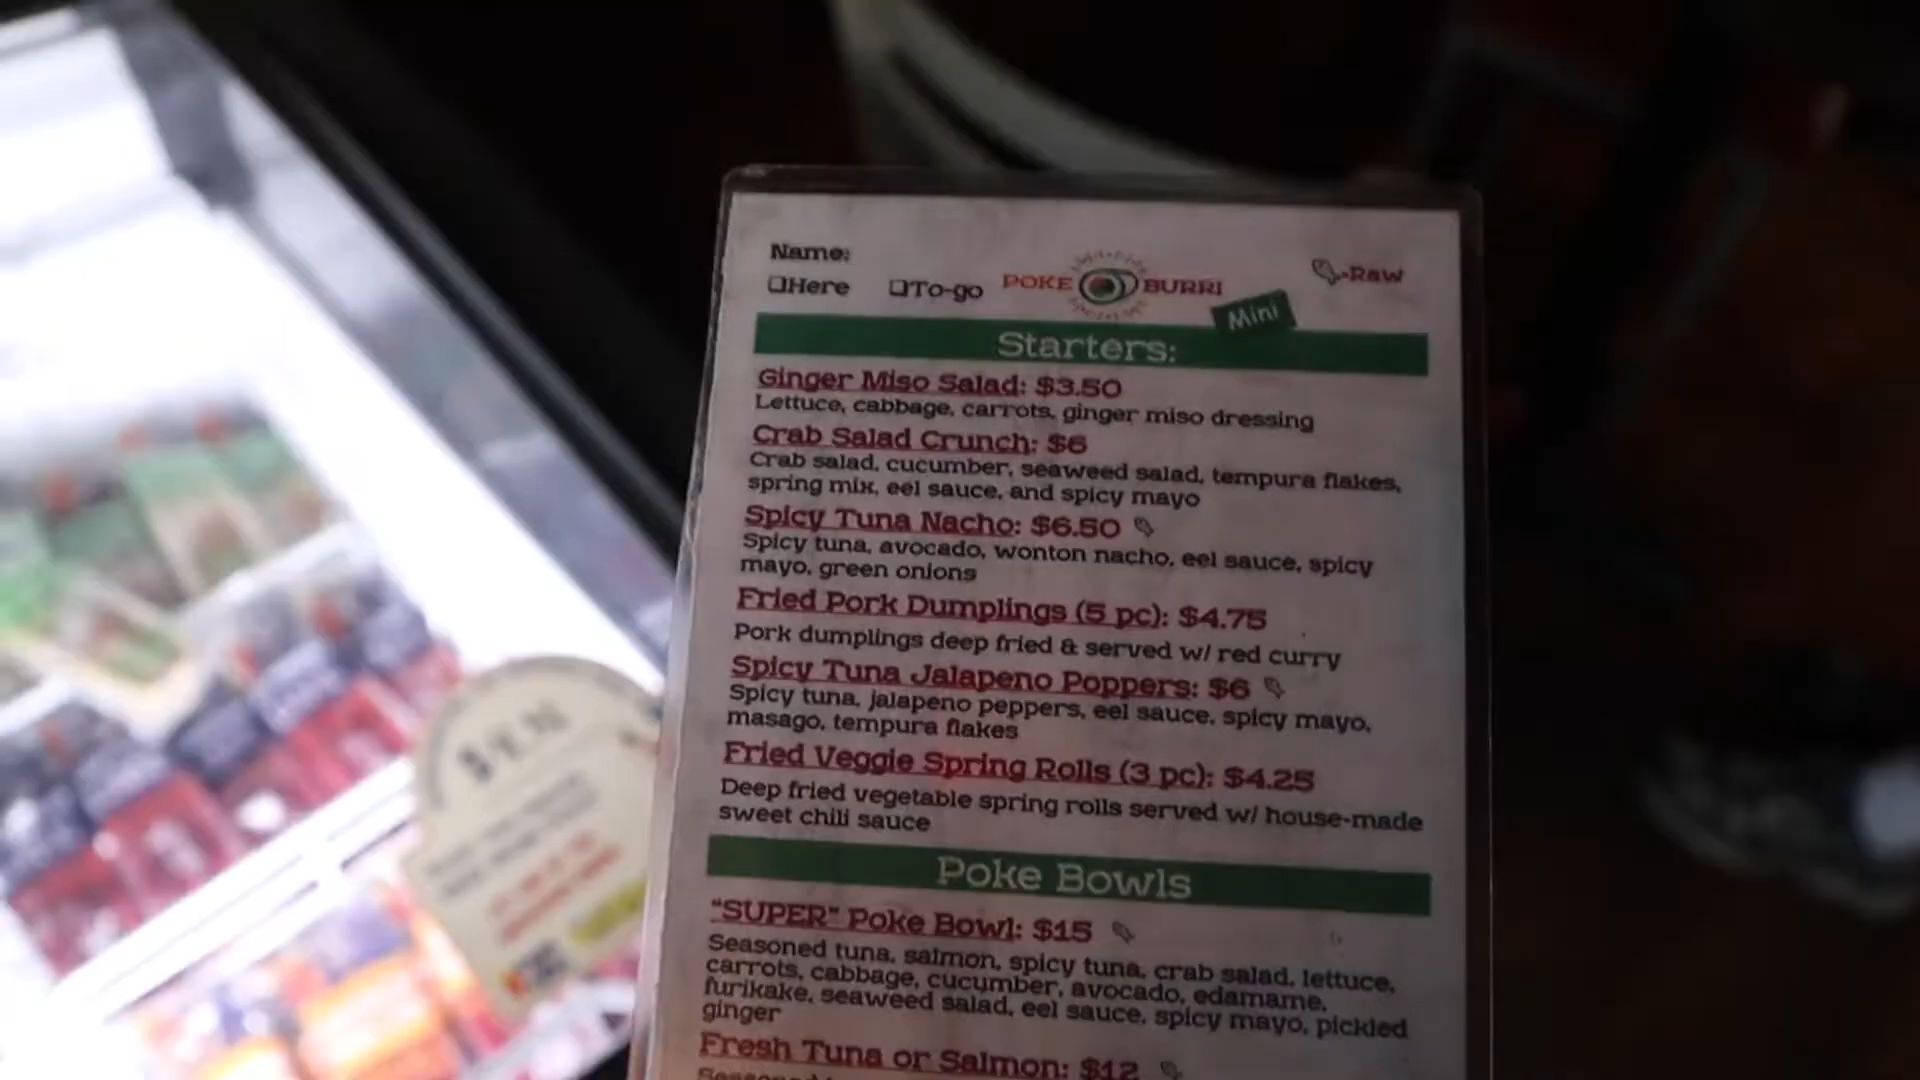 Name:
☐Here ☐To-go POKE BURRI -Raw
Mini
Starters:
Ginger Miso Salad: $3.50
Lettuce, cabbage, carrots, ginger miso dressing
Crab Salad Crunch: $6
Crab salad, cucumber, seaweed salad, tempura flakes,
spring mix, eel sauce, and spicy mayo
Spicy Tuna Nacho: $6.50
Spicy tuna, avocado, wonton nacho, eel sauce, spicy
mayo, green onions
Fried Pork Dumplings (5 pc): $4.75
Pork dumplings deep fried & served w/ red curry
Spicy Tuna Jalapeno Poppers: $6
Spicy tuna, jalapeno peppers, eel sauce, spicy mayo,
masago, tempura flakes
Fried Veggie Spring Rolls (3 pc): $4.25
Deep fried vegetable spring rolls served w/ house-made
sweet chili sauce
Poke Bowls
"SUPER" Poke Bowl: $15
Seasoned tuna, salmon, spicy tuna, crab salad, lettuce,
carrots, cabbage, cucumber, avocado, edamame,
furikake, seaweed salad, eel sauce, spicy mayo, pickled
ginger
Fresh Tuna or Salmon: $12